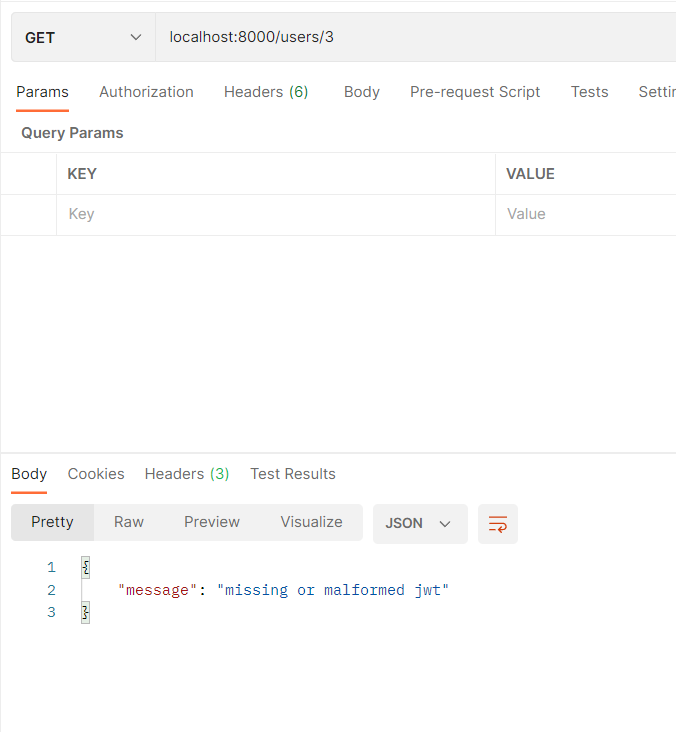 GET localhost:8000/users/3
Params Authorization Headers (6) Body Pre-request Script Tests Settin
Query Params
KEY VALUE
Key Value
Body Cookies Headers (3) Test Results
Pretty Raw Preview Visualize JSON
1 {
2 "message": "missing or malformed jwt"
3 }